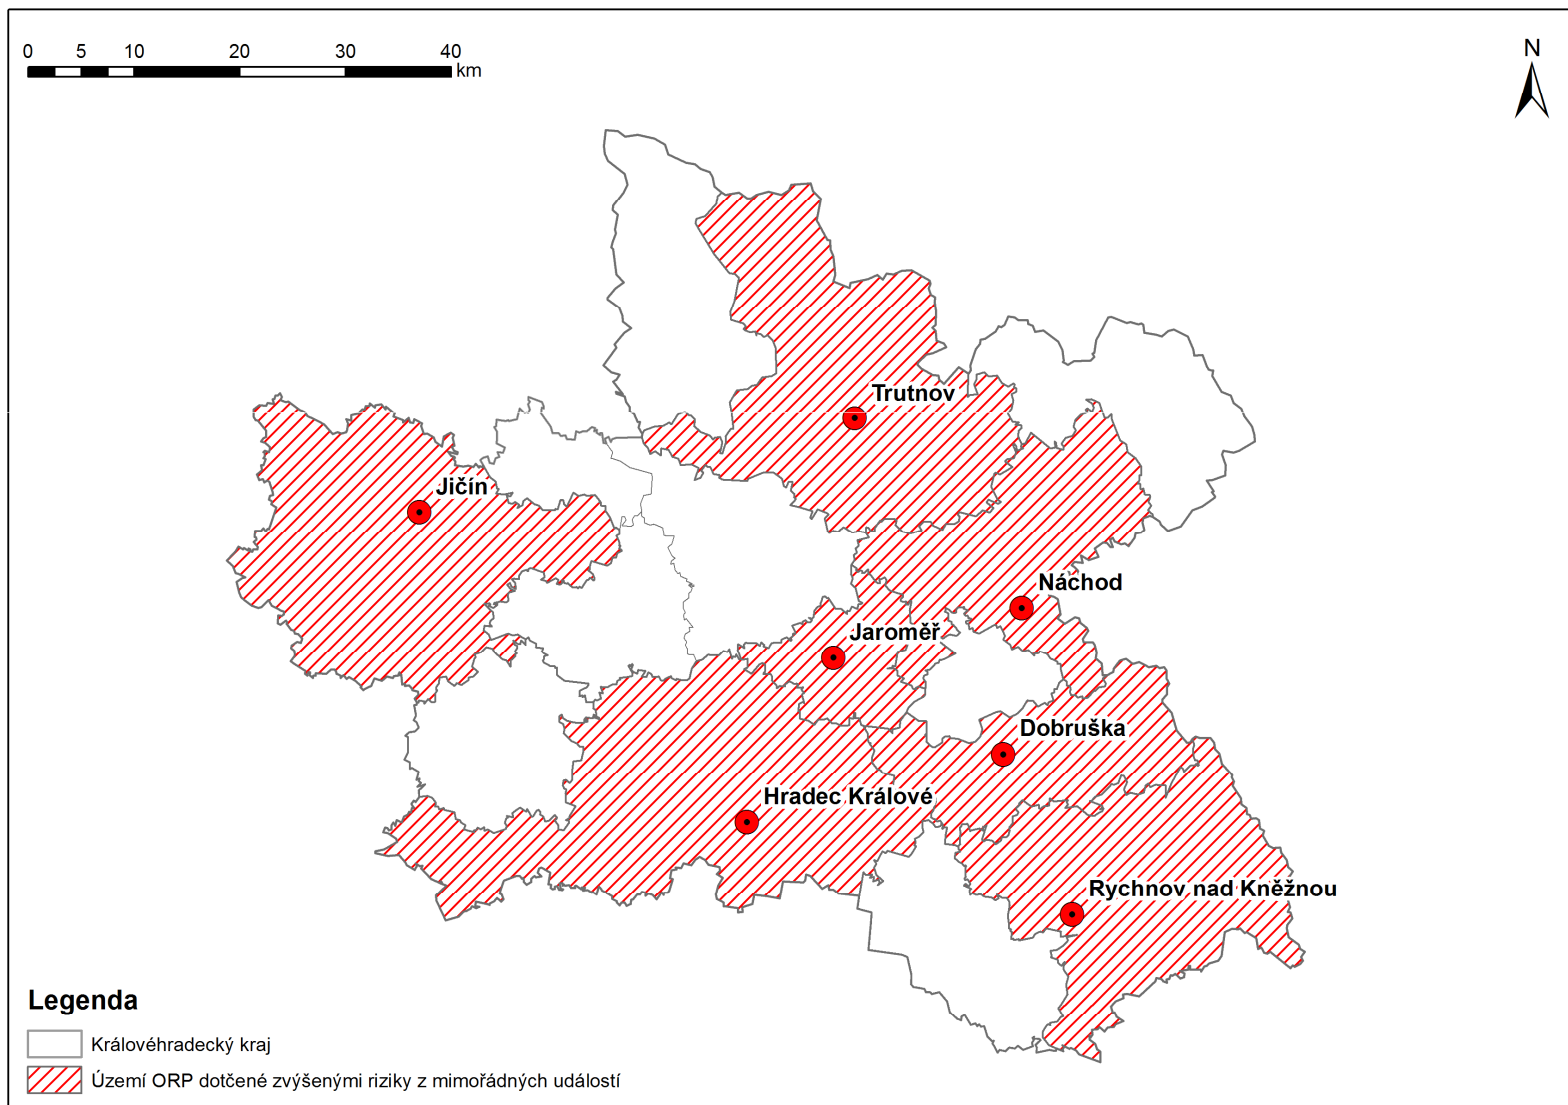 0 5 10 20 30 40
km
N
Trutnov
Jičín
Náchod
Jaroměř
Dobruška
Hradec Králové
Rychnov nad Kněžnou
Legenda
Královéhradecký kraj
Území ORP dotčené zvýšenými riziky z mimořádných událostí